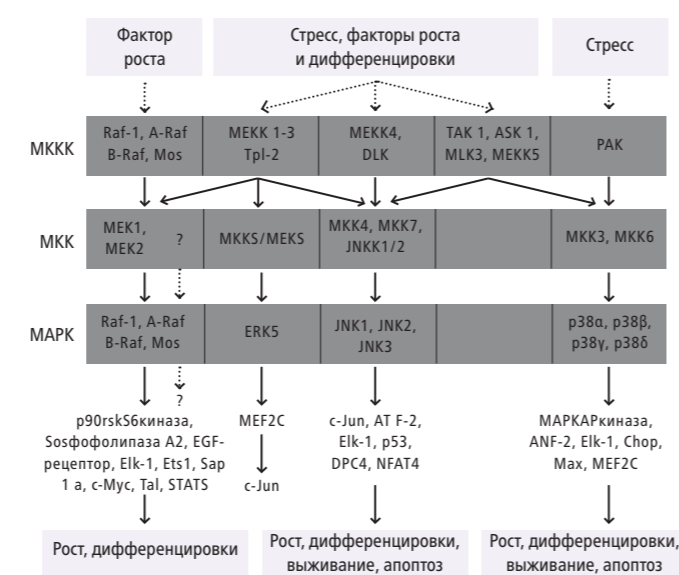 Фактор
роста
Стресс, факторы роста
и дифференцировки
Стресс
МККК
Raf-1, A-Raf
B-Raf, Mos
MEKK 1-3
Tpl-2
MEKK4,
DLK
TAK 1, ASK 1,
MLK3, MEKK5
PAK
МКК
MEK1,
MEK2
?
MKKS/MEKS
MKK4, MKK7,
JNKK1/2
MKK3, MKK6
МАРК
Raf-1, A-Raf
B-Raf, Mos
ERK5
JNK1, JNK2,
JNK3
p38α, p38β,
p38γ, p38δ
?
p90rskS6киназа,
Sosфофолипаза А2, EGF-
рецептор, Elk-1, Ets1, Sap
1 a, c-Myc, Tal, STATS
MEF2C
c-Jun
c-Jun, AT F-2,
Elk-1, p53,
DPC4, NFAT4
МАРКАРкиназа,
ANF-2, Elk-1, Chop,
Max, MEF2C
Рост, дифференцировки
Рост, дифференцировки,
выживание, апоптоз
Рост, дифференцировки,
выживание, апоптоз